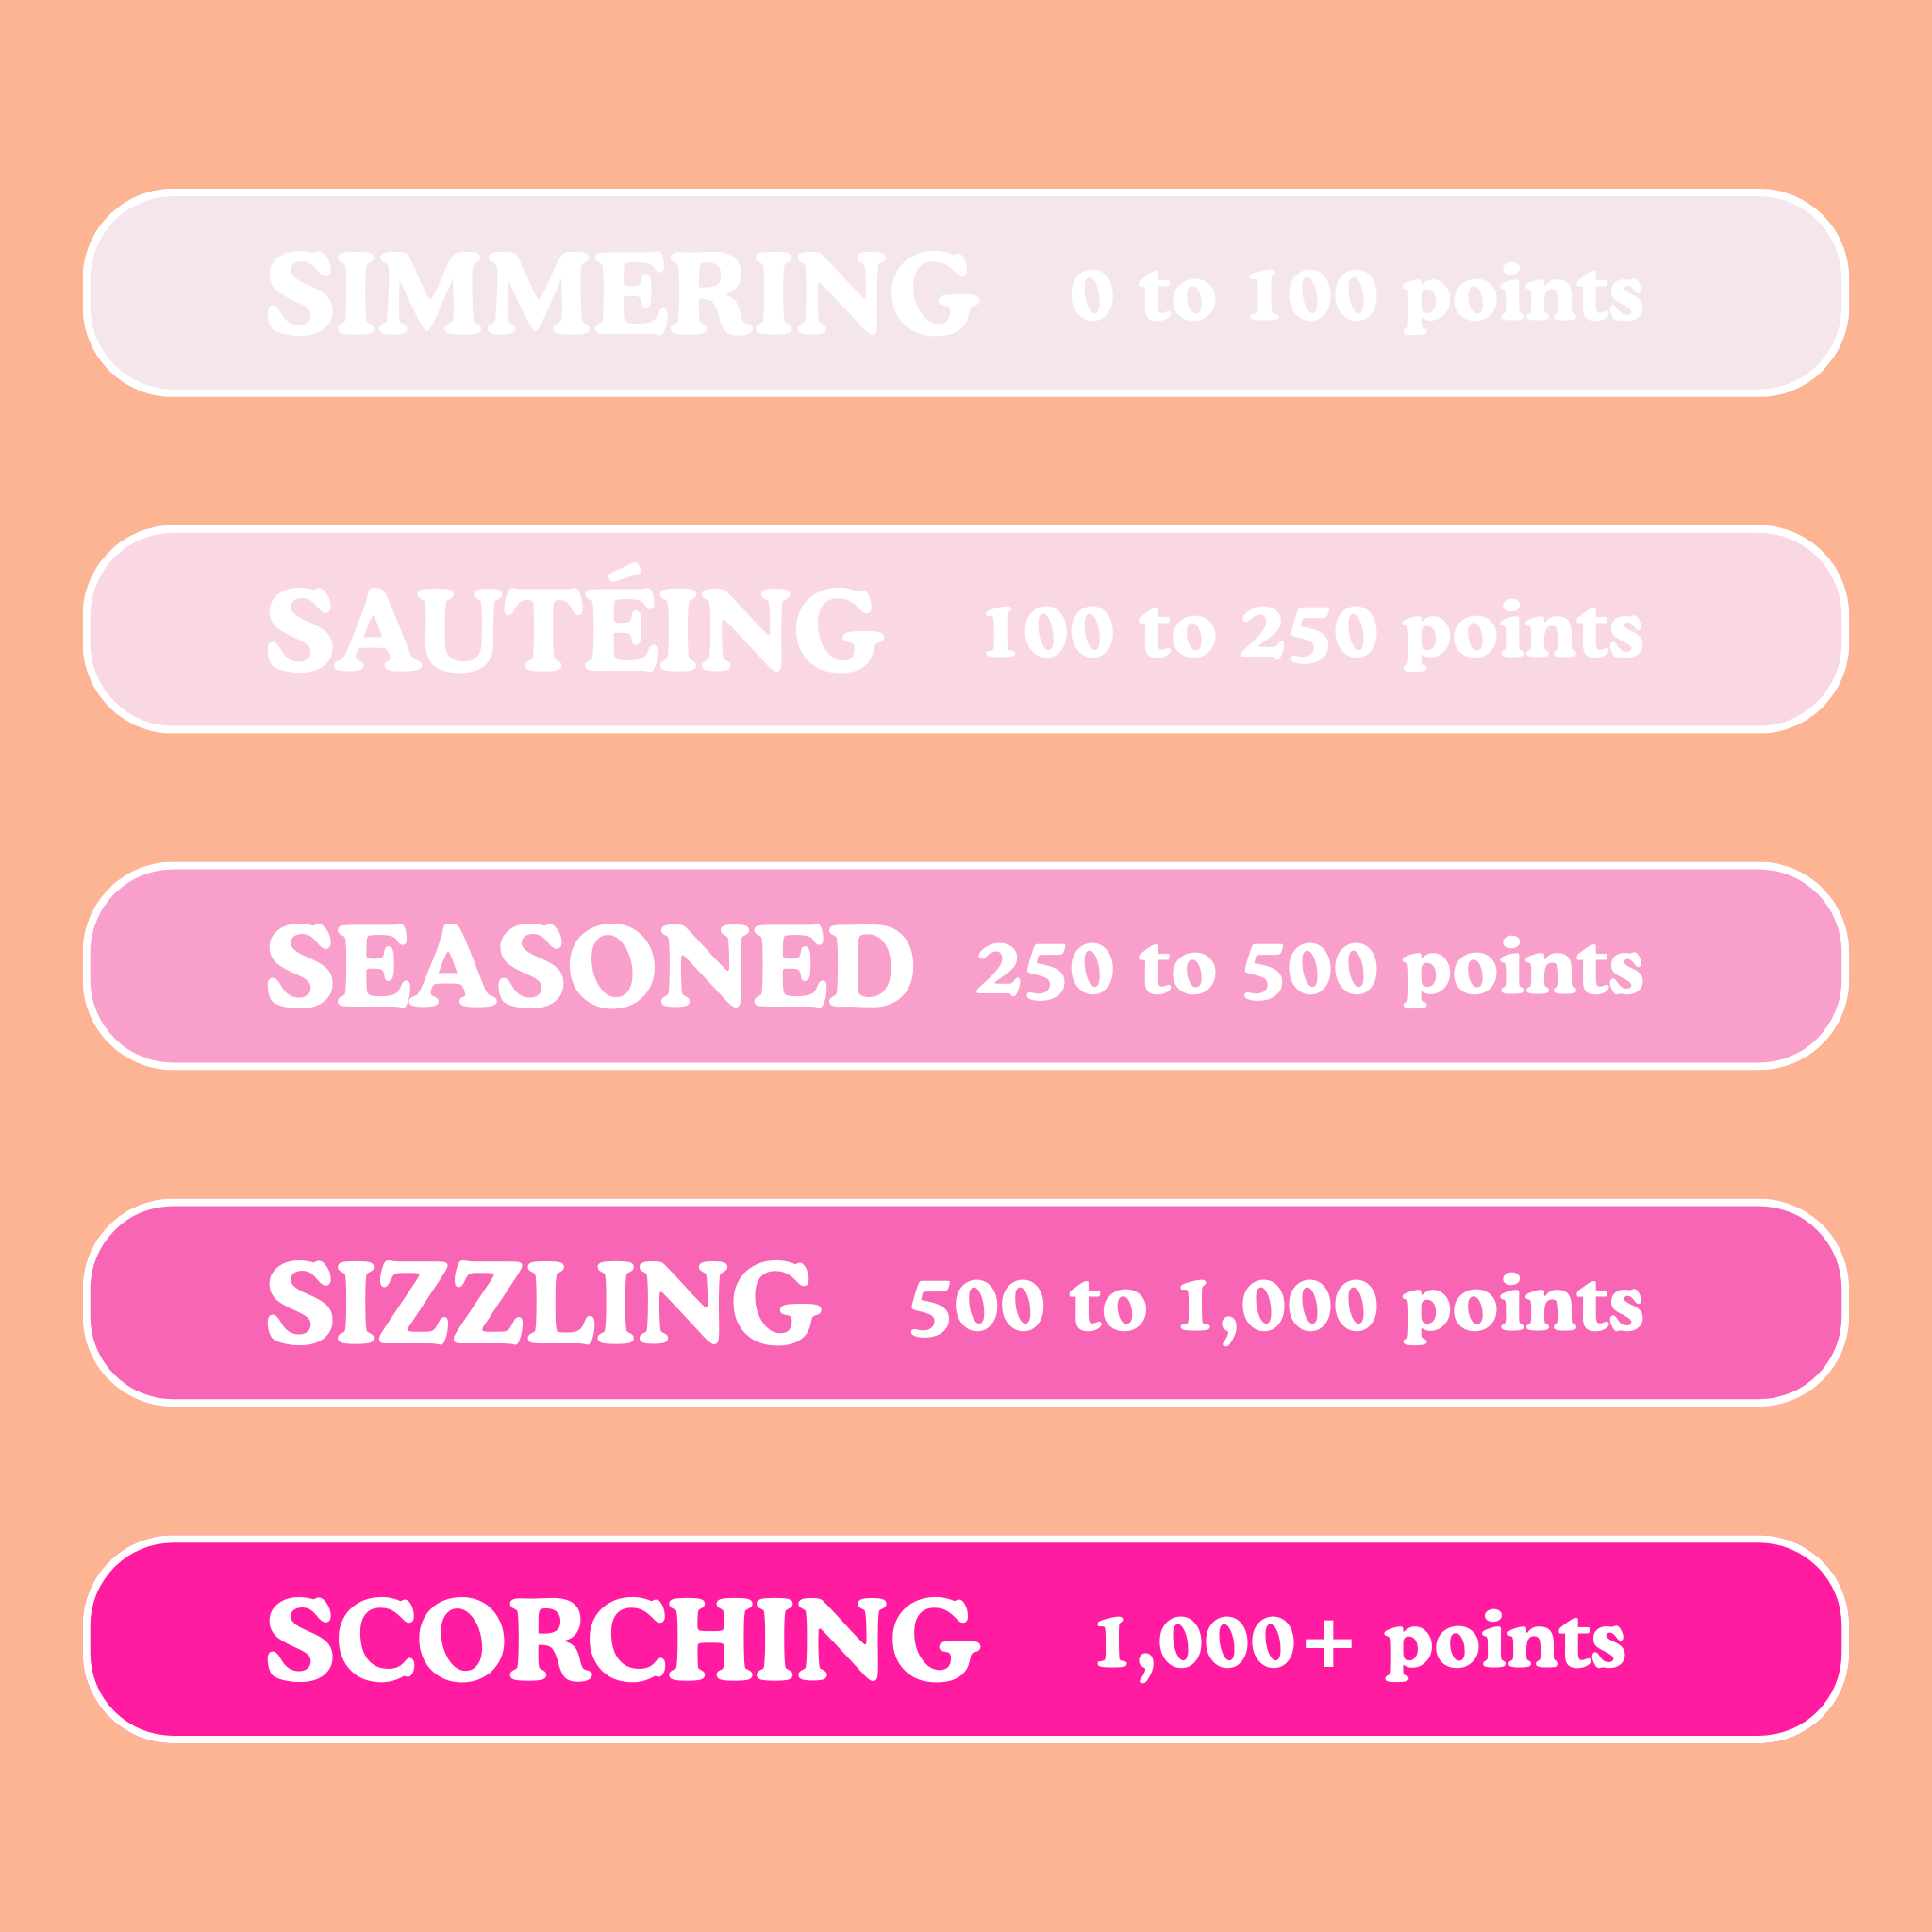 SIMMERING 0 to 100 points
SAUTÉING 100 to 250 points
SEASONED 250 to 500 points
SIZZLING 500 to 1,000 points
SCORCHING 1,000+ points